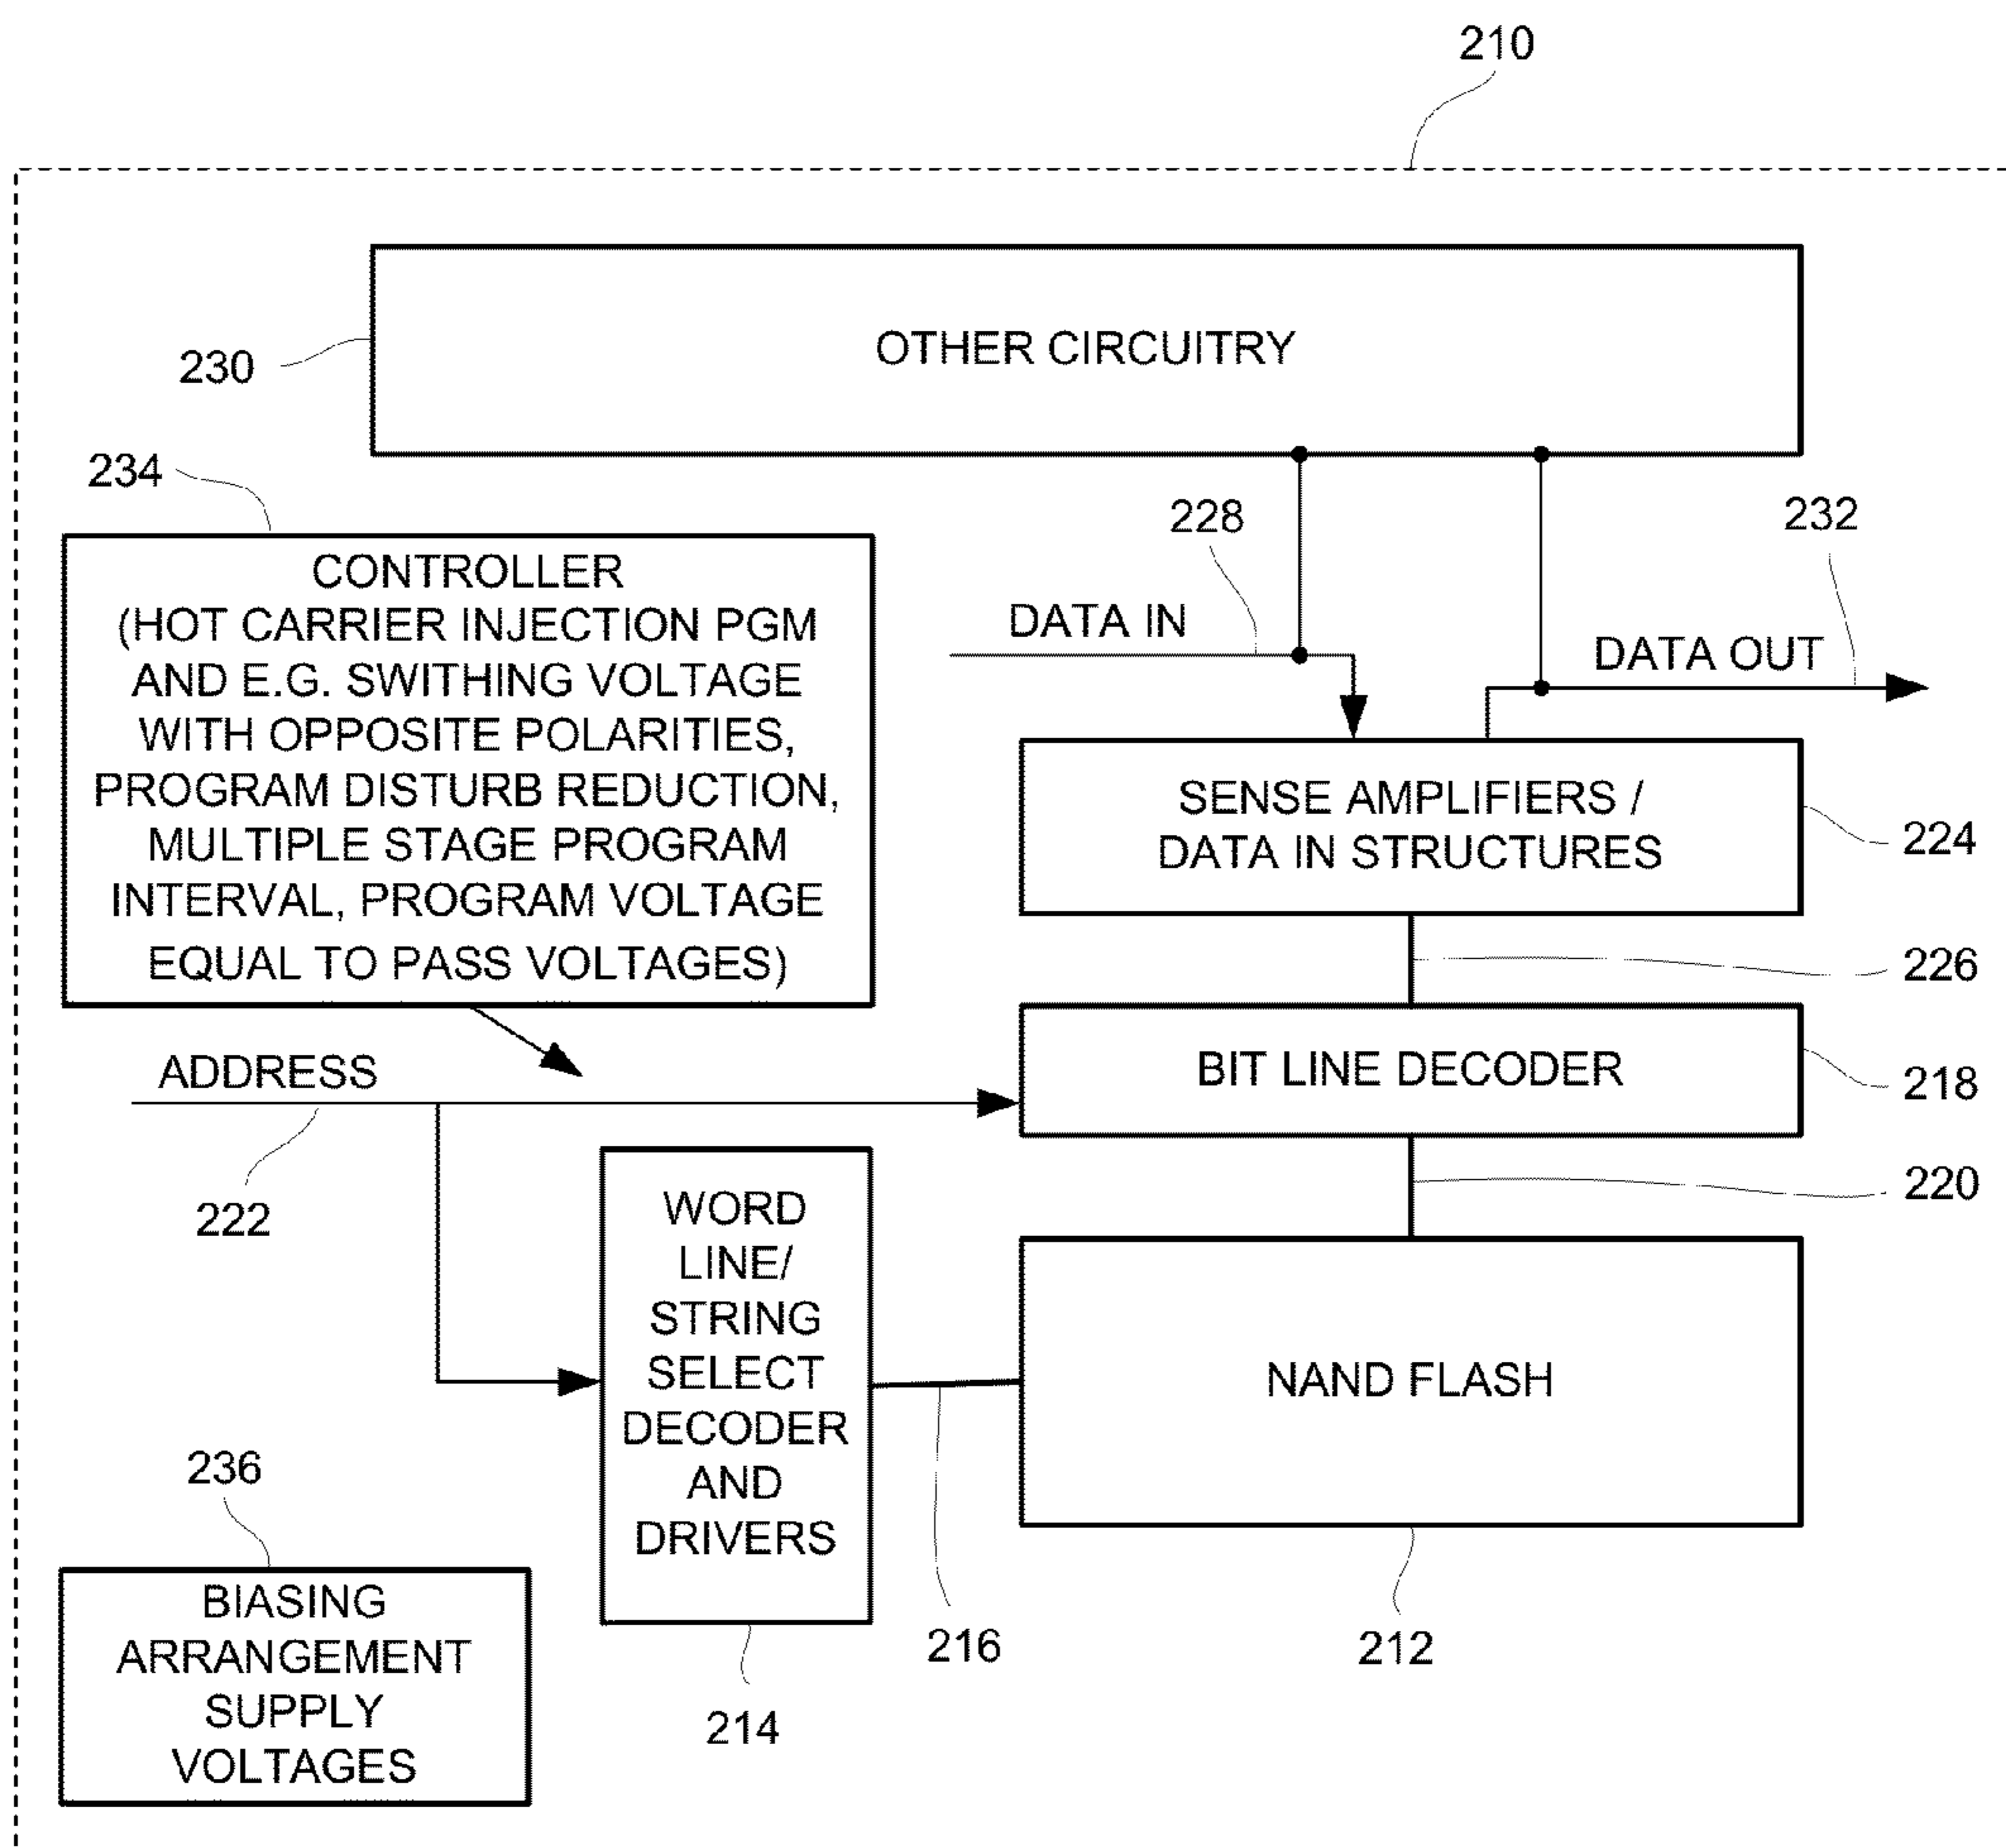 210
OTHER CIRCUITRY
230
234
228
232
CONTROLLER
(HOT CARRIER INJECTION PGM
AND E.G. SWITHING VOLTAGE
WITH OPPOSITE POLARITIES,
PROGRAM DISTURB REDUCTION,
MULTIPLE STAGE PROGRAM
INTERVAL, PROGRAM VOLTAGE
EQUAL TO PASS VOLTAGES)
DATA IN
DATA OUT
SENSE AMPLIFIERS /
DATA IN STRUCTURES
224
226
ADDRESS
BIT LINE DECODER
218
222
220
WORD
LINE/
STRING
SELECT
DECODER
AND
DRIVERS
NAND FLASH
236
BIASING
ARRANGEMENT
SUPPLY
VOLTAGES
216
212
214